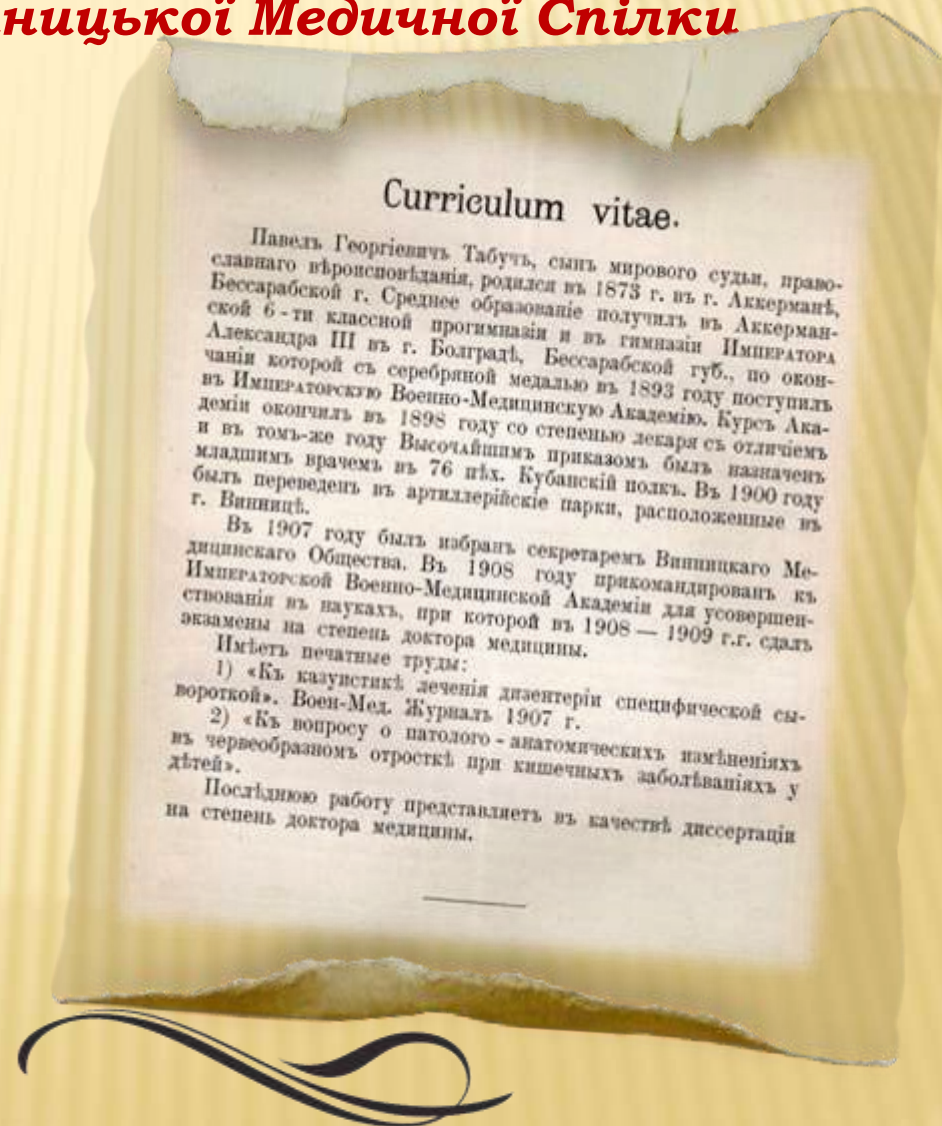 ницької Медичної Спілки
Curriculum vitae.
Павелъ Георгіевичъ Табучъ, сынъ мирового судьи, право-
славнаго вѣроисповѣданія, родился въ 1873 г. въ г. Аккерманѣ,
Бессарабской г. Среднее образованіе получилъ въ Аккерман-
ской 6-ти классной прогимназіи и въ гимназіи ИМПЕРАТОРА
Александра III въ г. Болградѣ, Бессарабской губ., по окон-
чаніи которой съ серебряной медалью въ 1893 году поступилъ
въ ИМПЕРАТОРСКУЮ Военно-Медицинскую Академію. Курсъ Ака-
деміи окончилъ въ 1898 году со степенью лекаря съ отличіемъ
и въ томъ-же году ВЫСОЧАЙШИМЪ приказомъ былъ назначенъ
младшимъ врачемъ въ 76 пѣх. Кубанскій полкъ. Въ 1900 году
былъ переведенъ въ артиллерійскіе парки, расположенные въ
г. Винницѣ.
Въ 1907 году былъ избранъ секретаремъ Винницкаго Ме-
дицинскаго Общества. Въ 1908 году прикомандированъ къ
ИМПЕРАТОРСКОЙ Военно-Медицинской Академіи для усовершен-
ствованія въ наукахъ, при которой въ 1908 — 1909 г.г. сдалъ
экзамены на степень доктора медицины.
Имѣетъ печатные труды:
1) «Къ казуистикѣ леченія дизентеріи специфической сы-
вороткой». Воен-Мед. Журналъ 1907 г.
2) «Къ вопросу о патолого-анатомическихъ измѣненіяхъ
въ червеобразномъ отросткѣ при кишечныхъ заболѣваніяхъ у
дѣтей».
Послѣднюю работу представляетъ въ качествѣ диссертаціи
на степень доктора медицины.